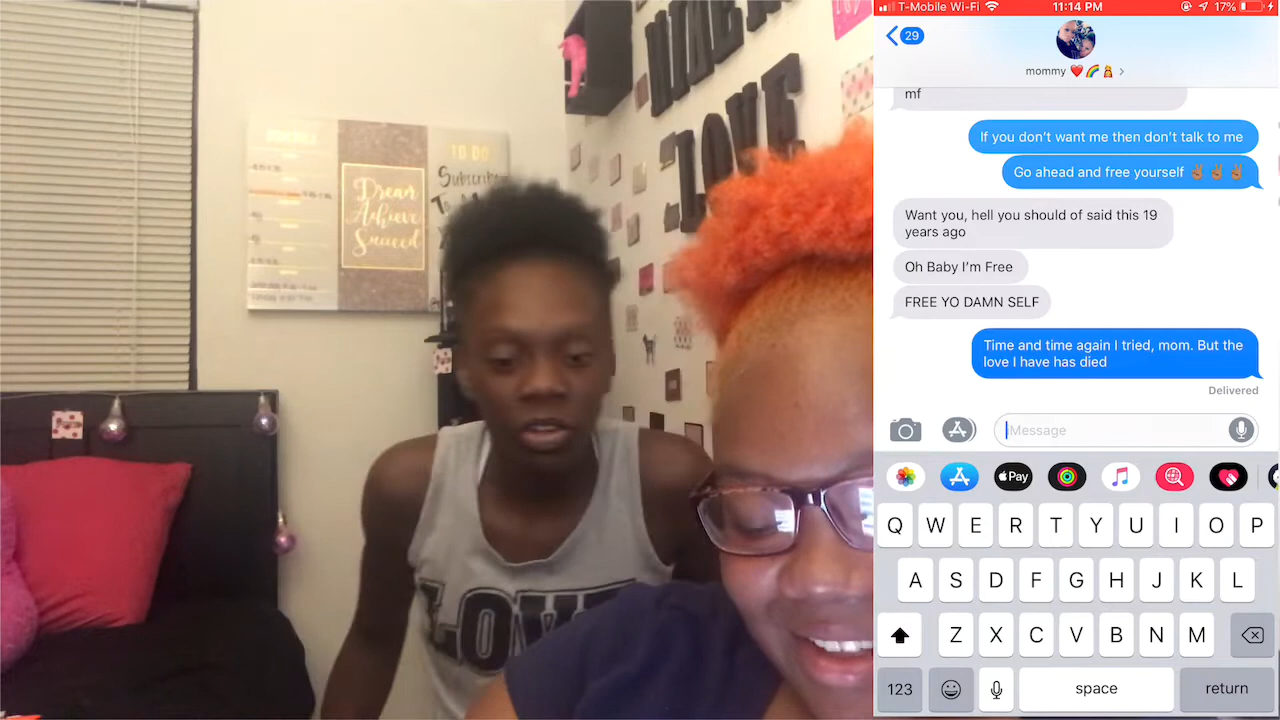 T-Mobile Wi-Fi
11:14 PM
17%
29
mommy ❤️🌈
mf
If you don’t want me then don’t talk to me
Go ahead and free yourself ✌🏾✌🏾✌🏾
Want you, hell you should of said this 19
years ago
Oh Baby I’m Free
FREE YO DAMN SELF
Time and time again I tried, mom. But the
love I have has died
Delivered
Message
Pay
Q W E R T Y U I O P
A S D F G H J K L
Z X C V B N M
123
space
return
TO DO
Subscribe
Dream
Achieve
Succeed
LOVE
LOVE